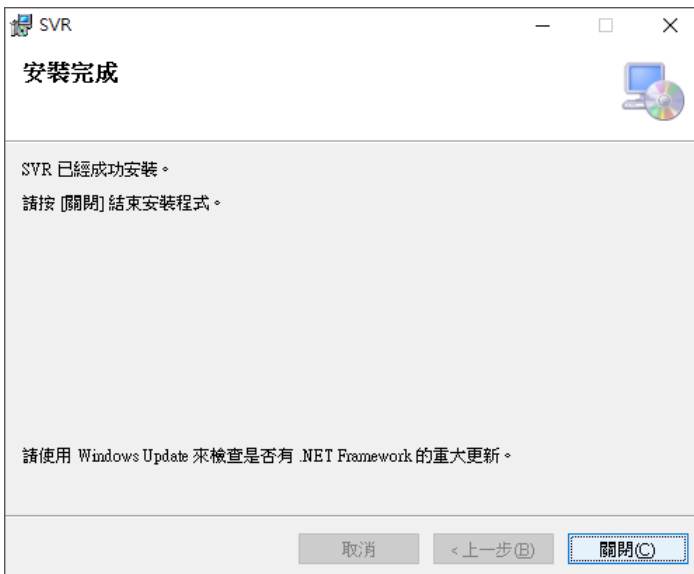 SVR
安裝完成
SVR 已經成功安裝。
請按 [關閉] 結束安裝程式。
請使用 Windows Update 來檢查是否有 .NET Framework 的重大更新。
取消
< 上一步(B)
關閉(C)